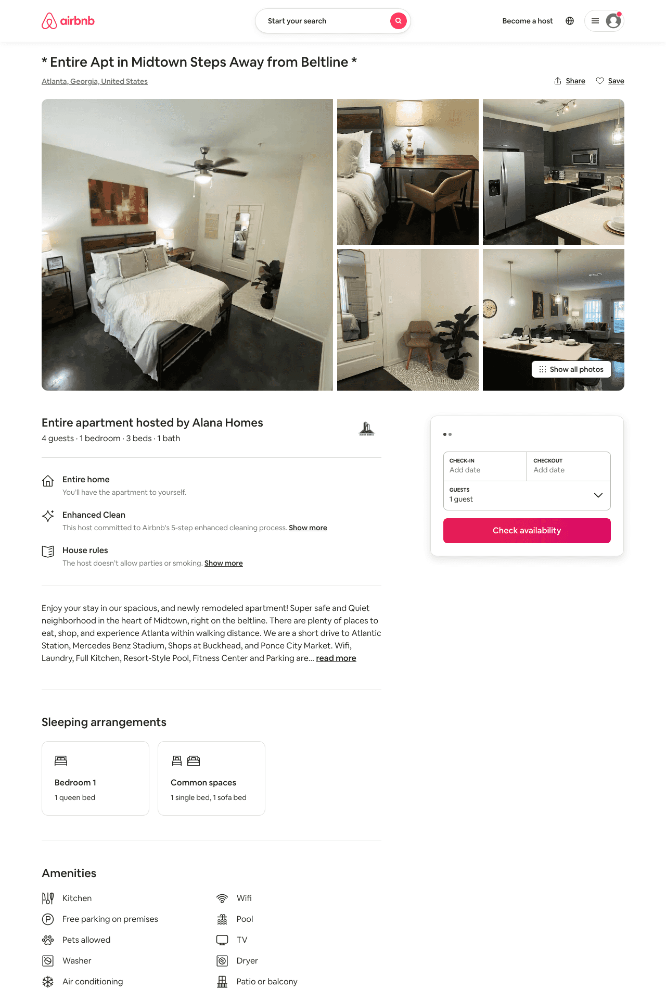 airbnb
Start your search
Become a host
* Entire Apt in Midtown Steps Away from Beltline *
Atlanta, Georgia, United States
Share
Save
Show all photos
Entire apartment hosted by Alana Homes
4 guests · 1 bedroom · 3 beds · 1 bath
ALANA HOMES
Entire home
You’ll have the apartment to yourself.
Enhanced Clean
This host committed to Airbnb's 5-step enhanced cleaning process. Show more
House rules
The host doesn’t allow parties or smoking. Show more
CHECK-IN
Add date
CHECKOUT
Add date
GUESTS
1 guest
Check availability
Enjoy your stay in our spacious, and newly remodeled apartment! Super safe and Quiet
neighborhood in the heart of Midtown, right on the beltline. There are plenty of places to
eat, shop, and experience Atlanta within walking distance. We are a short drive to Atlantic
Station, Mercedes Benz Stadium, Shops at Buckhead, and Ponce City Market. Wifi,
Laundry, Full Kitchen, Resort-Style Pool, Fitness Center and Parking are... read more
Sleeping arrangements
Bedroom 1
1 queen bed
Common spaces
1 single bed, 1 sofa bed
Amenities
Kitchen
Wifi
Free parking on premises
Pool
Pets allowed
TV
Washer
Dryer
Air conditioning
Patio or balcony